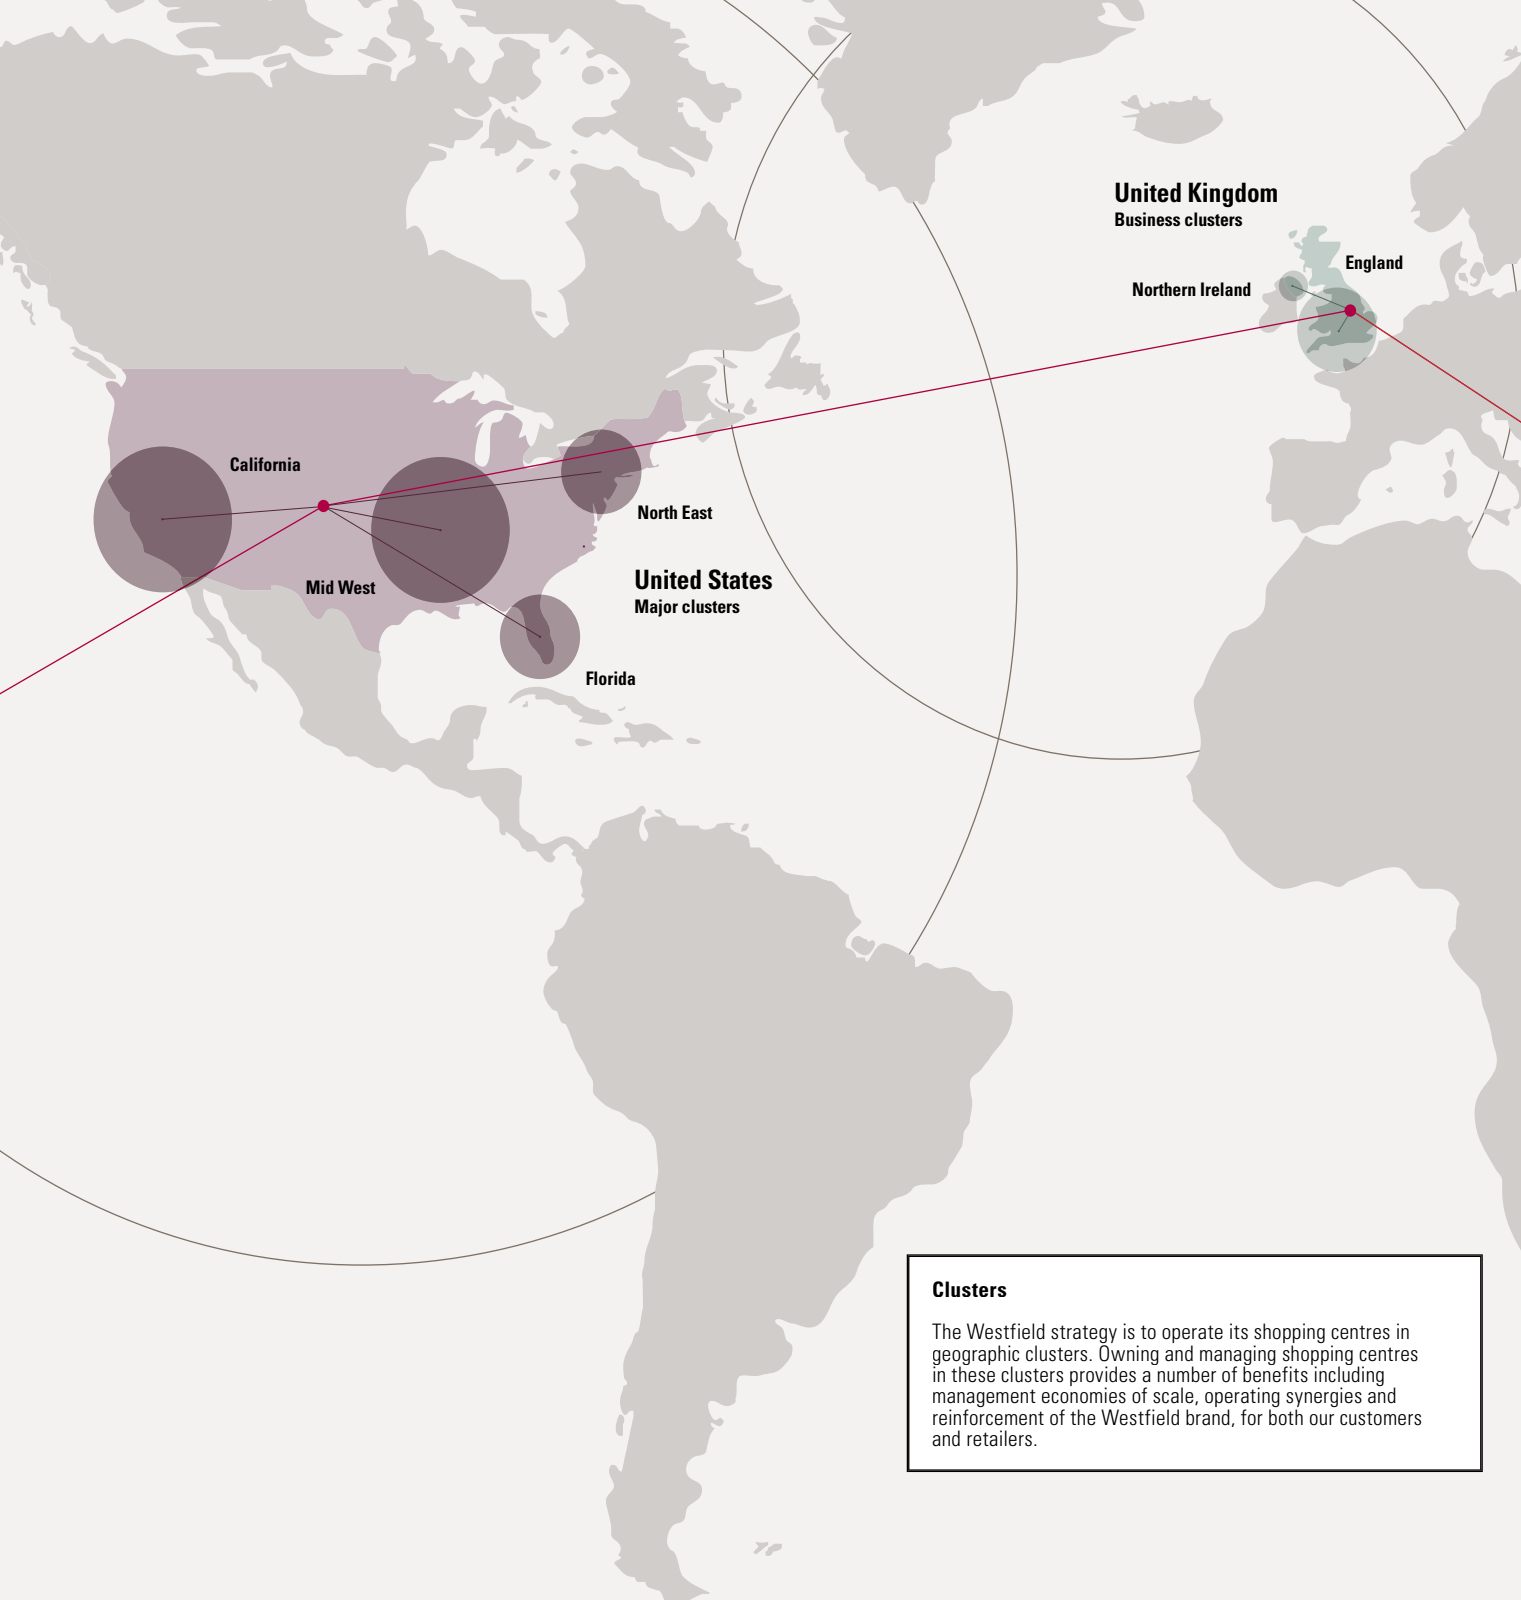 United Kingdom
Business clusters
England
Northern Ireland
California
North East
United States
Major clusters
Mid West
Florida
Clusters
The Westfield strategy is to operate its shopping centres in
geographic clusters. Owning and managing shopping centres
in these clusters provides a number of benefits including
management economies of scale, operating synergies and
reinforcement of the Westfield brand, for both our customers
and retailers.